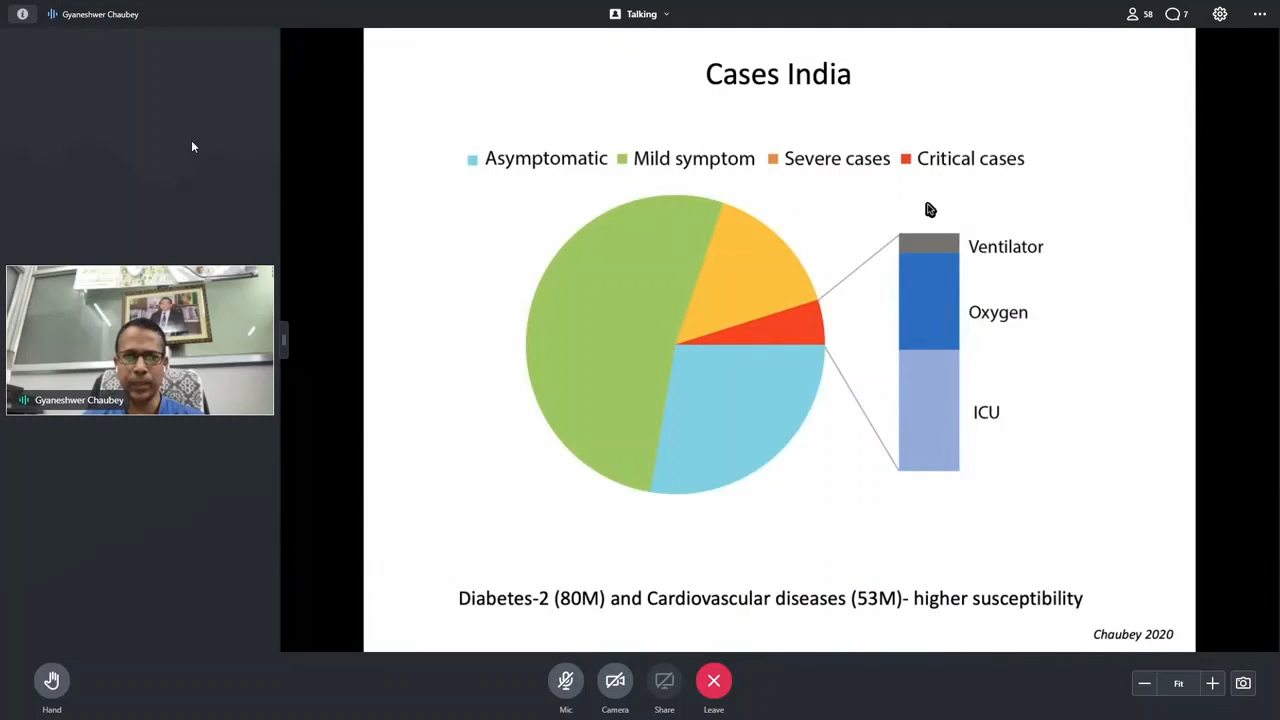 Gyaneshwer Chaubey
Talking
58
7
Cases India
Asymptomatic Mild symptom Severe cases Critical cases
Ventilator
Oxygen
ICU
Gyaneshwer Chaubey
Diabetes-2 (80M) and Cardiovascular diseases (53M)- higher susceptibility
Chaubey 2020
Hand
Mic
Camera
Share
Leave
Fit